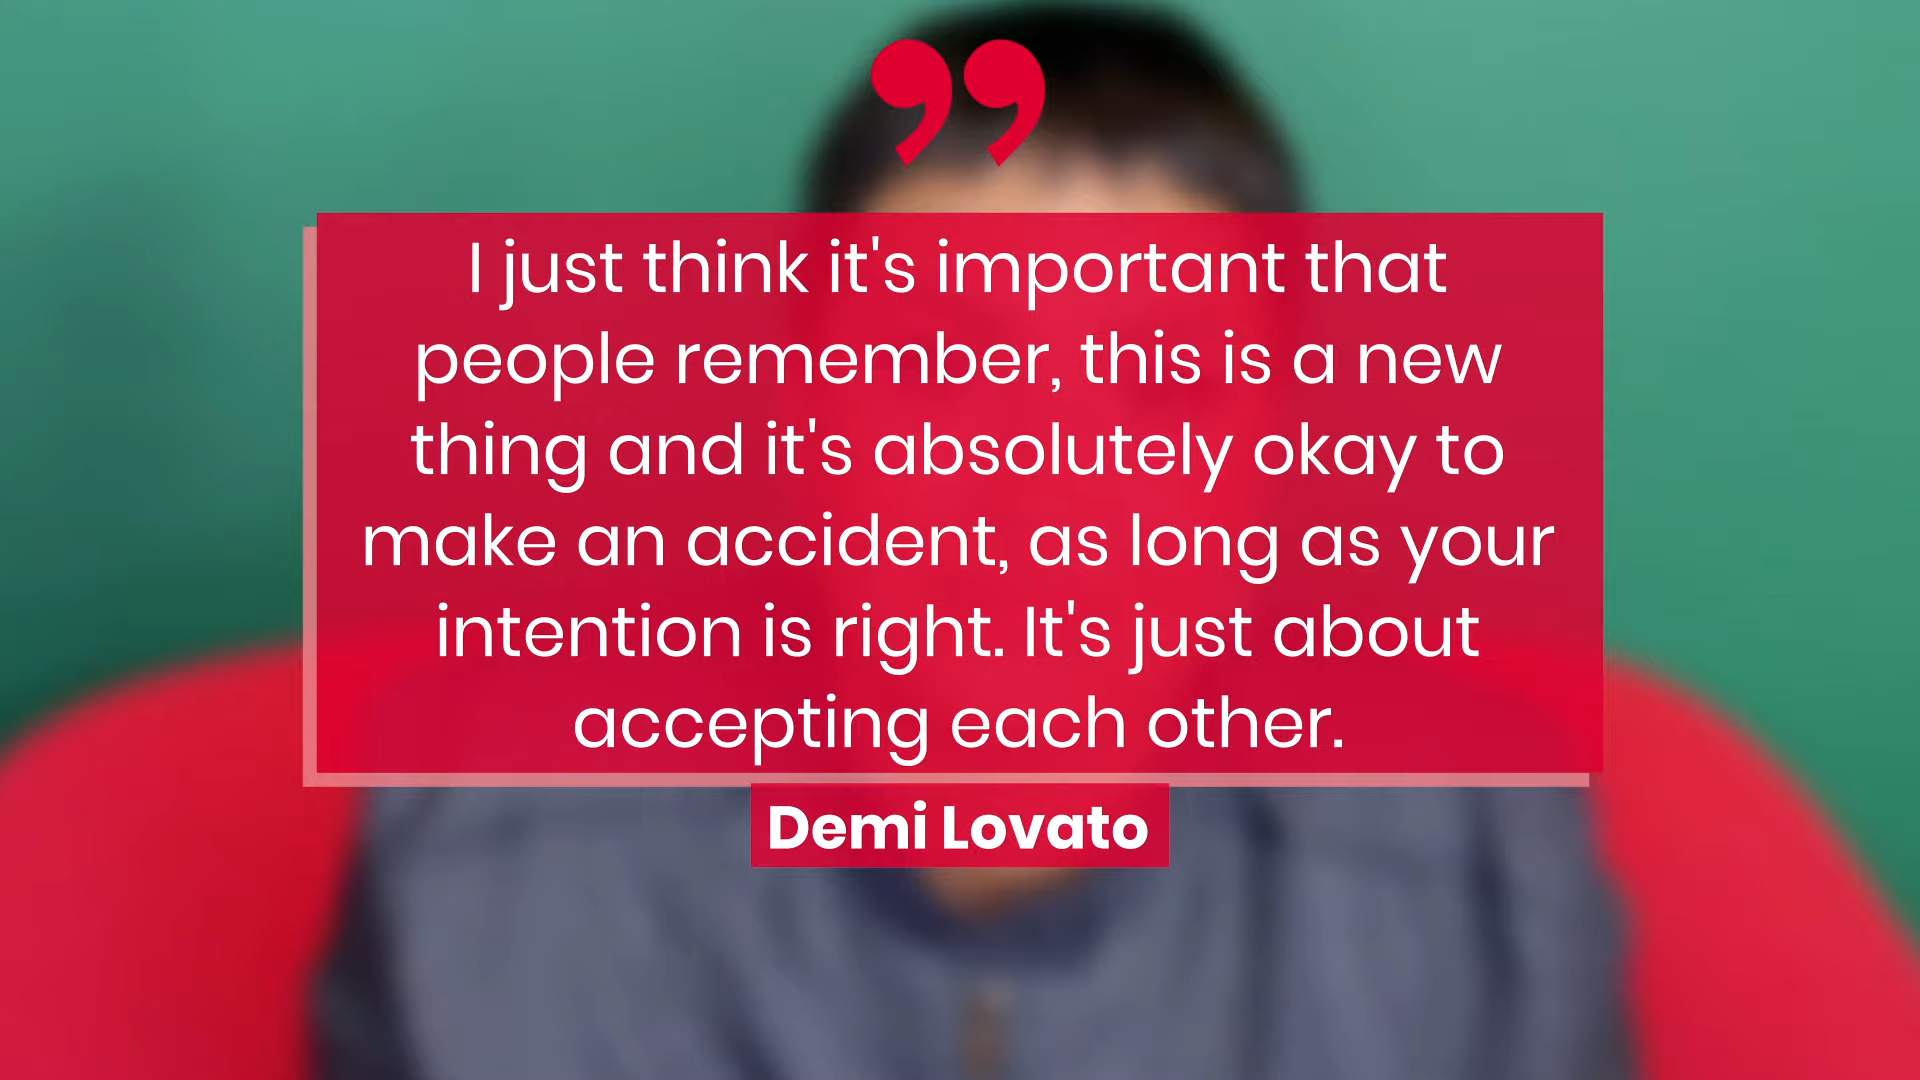 ”
I just think it's important that
people remember, this is a new
thing and it's absolutely okay to
make an accident, as long as your
intention is right. It's just about
accepting each other.
Demi Lovato